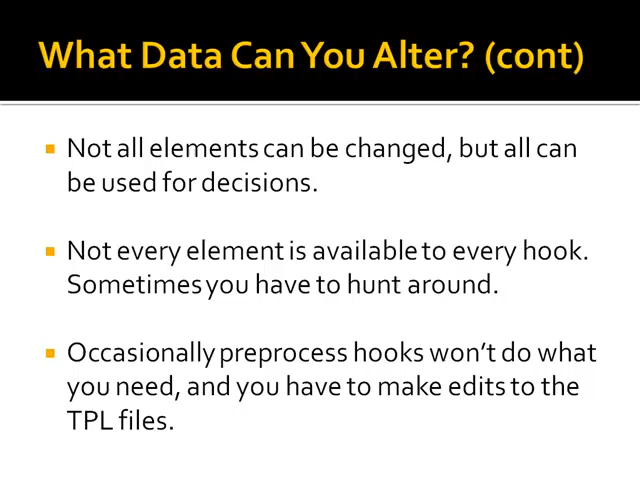 What Data Can You Alter? (cont)
Not all elements can be changed, but all can
be used for decisions.
Not every element is available to every hook.
Sometimes you have to hunt around.
Occasionally preprocess hooks won't do what
you need, and you have to make edits to the
TPL files.